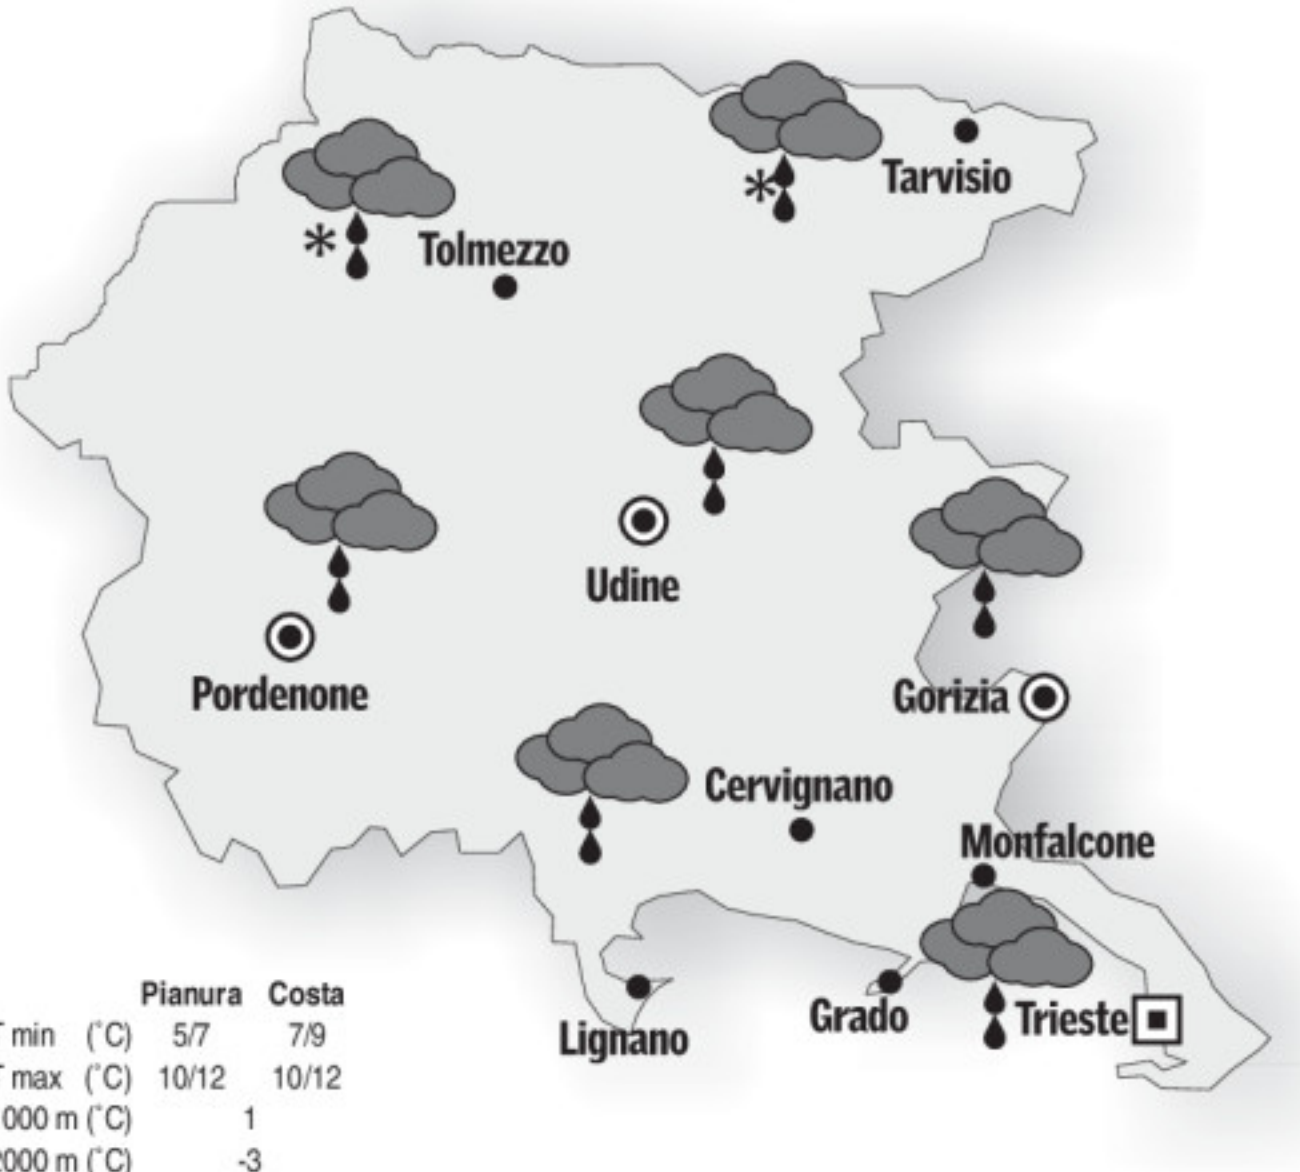 Tarvisio
Tolmezzo
Udine
Pordenone
Gorizia
Cervignano
Monfalcone
Grado
Trieste
Lignano
Pianura Costa
T min (°C) 5/7 7/9
T max (°C) 10/12 10/12
000 m (°C) 1
2000 m (°C) -3